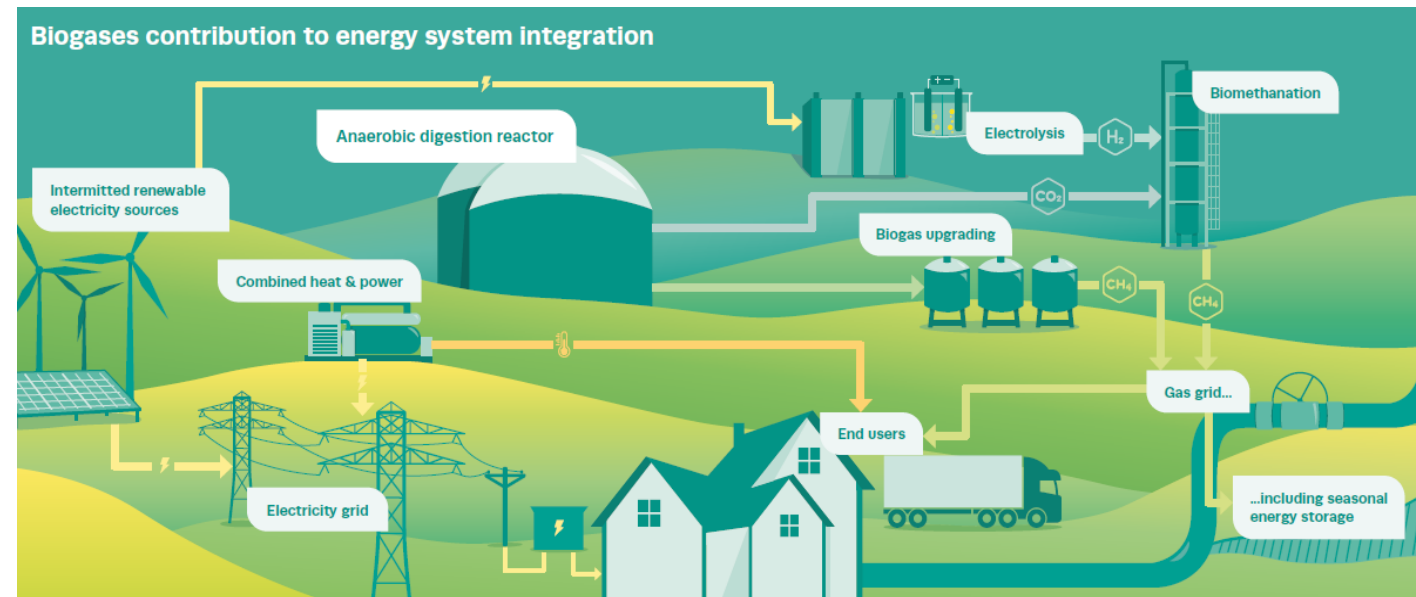 Biogases contribution to energy system integration
Anaerobic digestion reactor
Electrolysis
H₂
Biomethanation
Intermitted renewable
electricity sources
CO₂
Biogas upgrading
CH₄
CH₄
Combined heat & power
Gas grid...
End users
Electricity grid
...including seasonal
energy storage